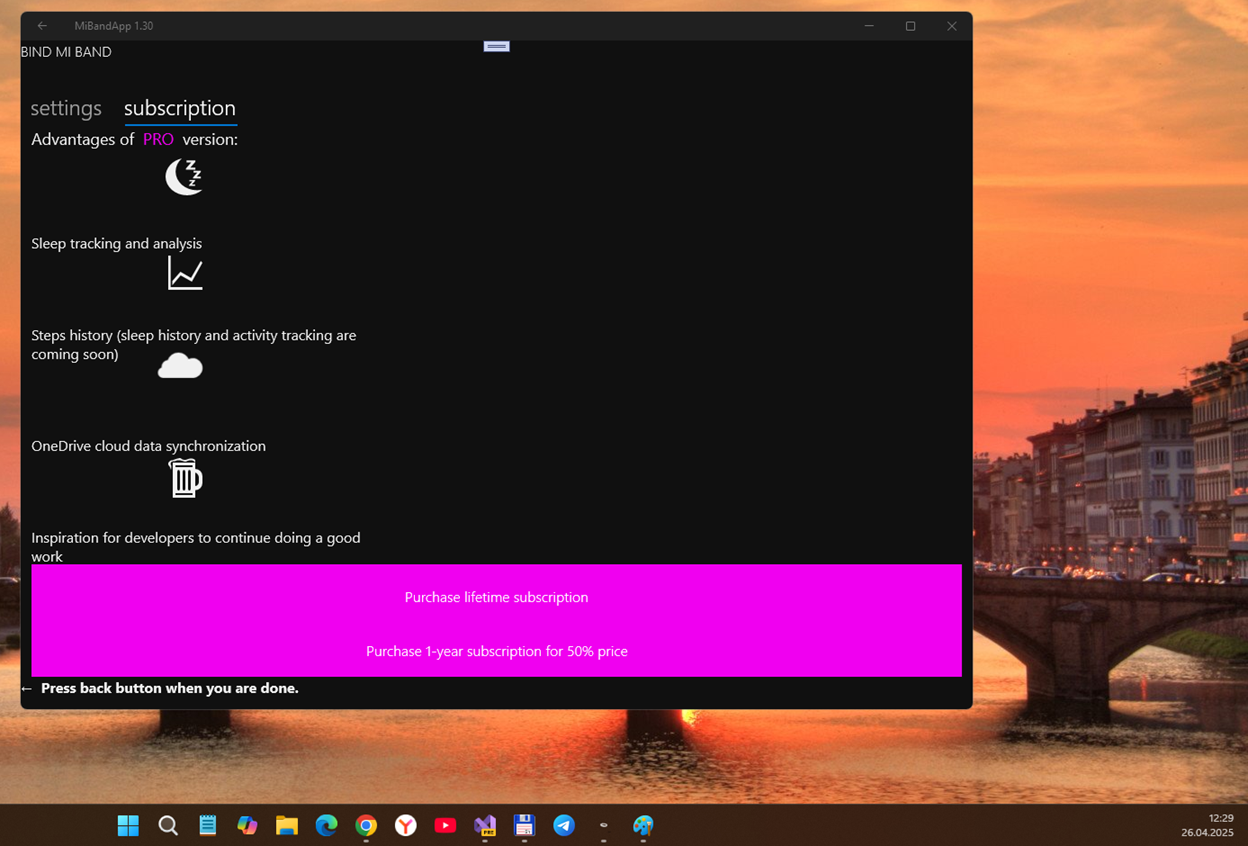 MiBandApp 1.30
BIND MI BAND
settings subscription
Advantages of PRO version:
Sleep tracking and analysis
Steps history (sleep history and activity tracking are
coming soon)
OneDrive cloud data synchronization
Inspiration for developers to continue doing a good
work
Purchase lifetime subscription
Purchase 1-year subscription for 50% price
← Press back button when you are done.
PRE
12:29
26.04.2025